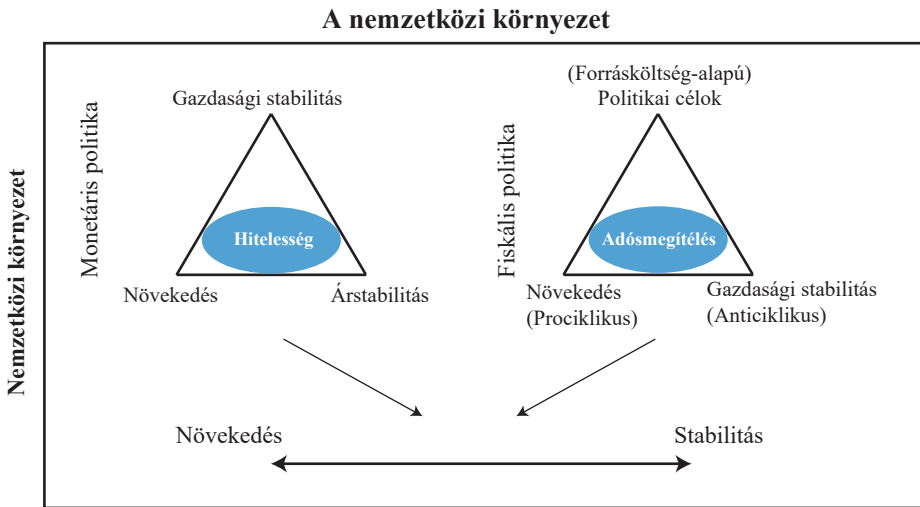 A nemzetközi környezet
Nemzetközi környezet
Monetáris politika
Gazdasági stabilitás
Hitelesség
Növekedés
Árstabilitás
Fiskális politika
(Forrásköltség-alapú)
Politikai célok
Adósmegítélés
Növekedés
(Prociklikus)
Gazdasági stabilitás
(Anticiklikus)
Növekedés
Stabilitás